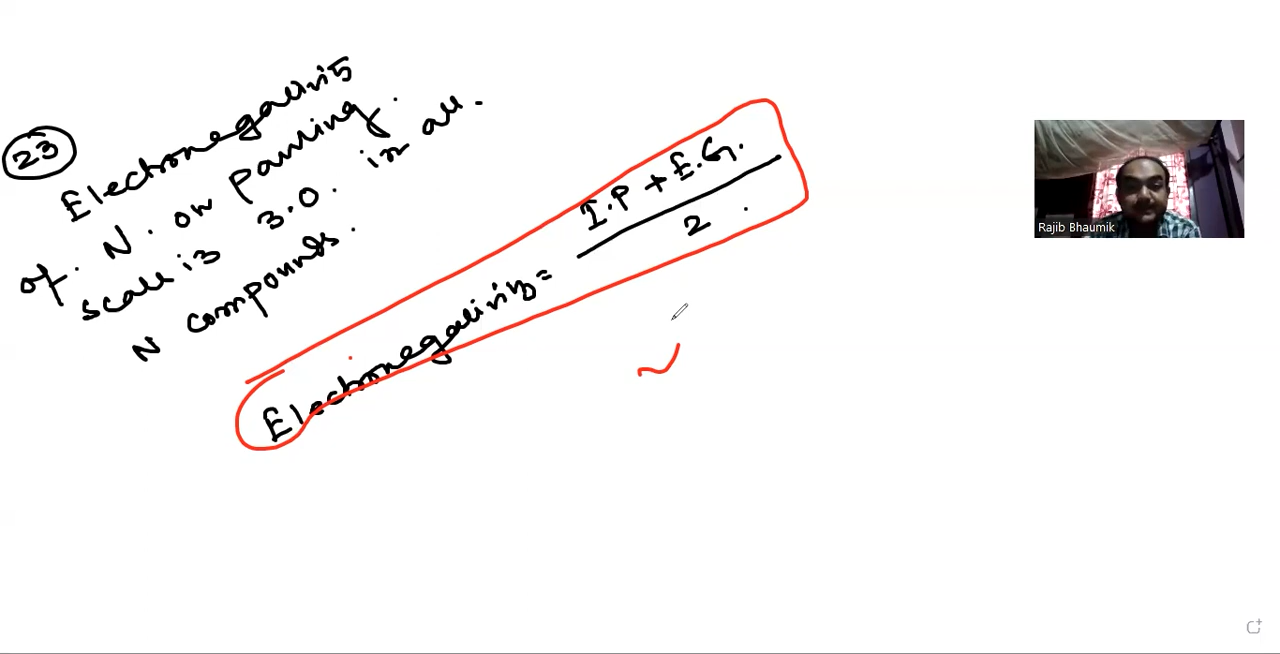 23
Electronegativity
of. N. on pauling.
scale is 3.0. in all.
N compounds.
Electronegativity = I.P + E.G.
2.
Rajib Bhaumik